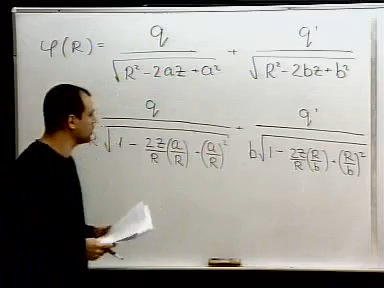 φ(R) = q / √(R² - 2az + a²) + q' / √(R² - 2bz + b²)
q / R√(1 - 2z/R (a/R) - (a/R)²) + q' / b√(1 - 2z/R (R/b) - (R/b)²)